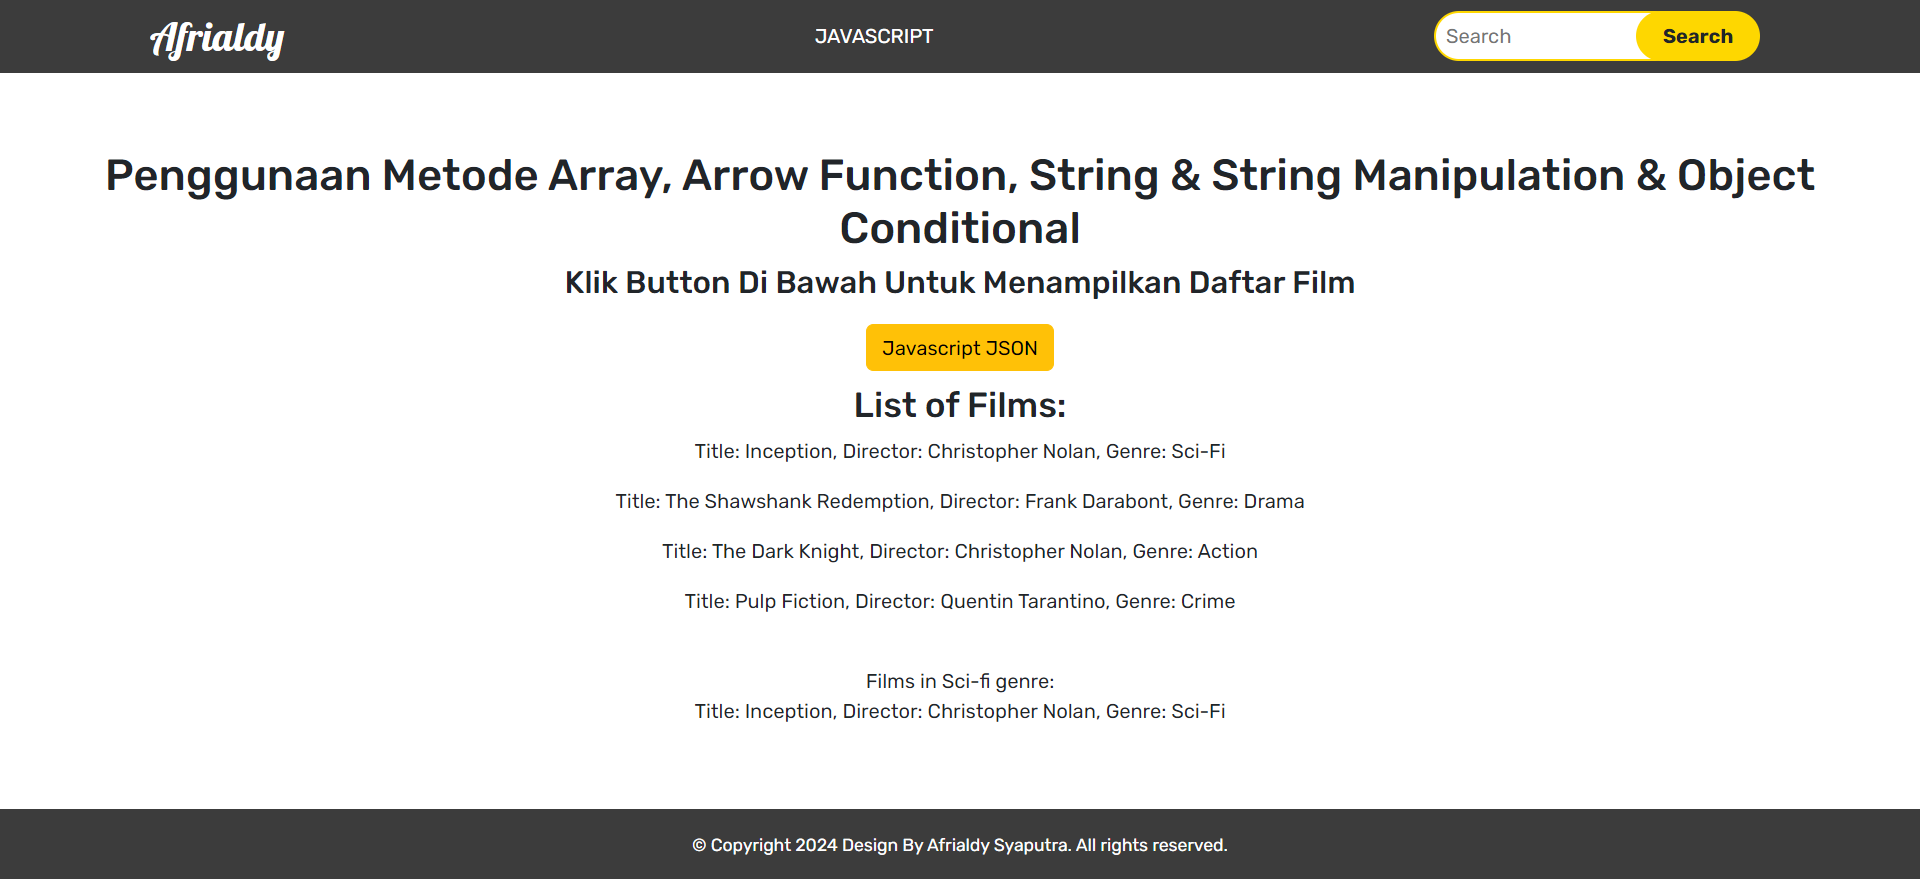 Afrialdy
JAVASCRIPT
Search
Search
Penggunaan Metode Array, Arrow Function, String & String Manipulation & Object
Conditional
Klik Button Di Bawah Untuk Menampilkan Daftar Film
Javascript JSON
List of Films:
Title: Inception, Director: Christopher Nolan, Genre: Sci-Fi
Title: The Shawshank Redemption, Director: Frank Darabont, Genre: Drama
Title: The Dark Knight, Director: Christopher Nolan, Genre: Action
Title: Pulp Fiction, Director: Quentin Tarantino, Genre: Crime
Films in Sci-fi genre:
Title: Inception, Director: Christopher Nolan, Genre: Sci-Fi
© Copyright 2024 Design By Afrialdy Syaputra. All rights reserved.